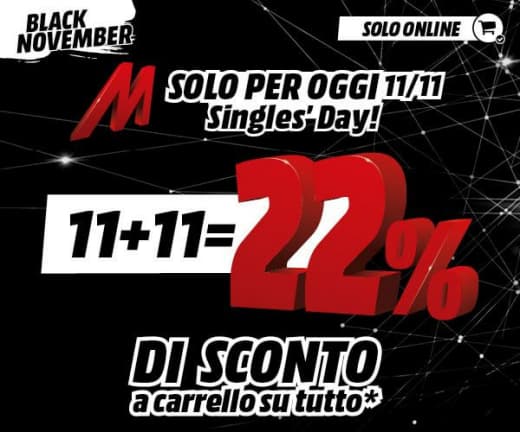 BLACK
NOVEMBER
SOLO ONLINE
M SOLO PER OGGI 11/11
Singles' Day!
11+11=22%
DI SCONTO
a carrello su tutto*